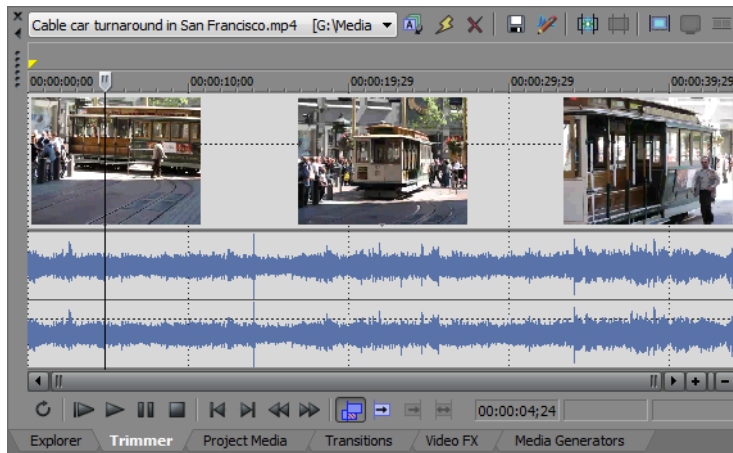 Cable car turnaround in San Francisco.mp4 [G:\Media
00:00:00;00 00:00:10;00 00:00:19;29 00:00:29;29 00:00:39;29
00:00:04;24
Explorer Trimmer Project Media Transitions Video FX Media Generators